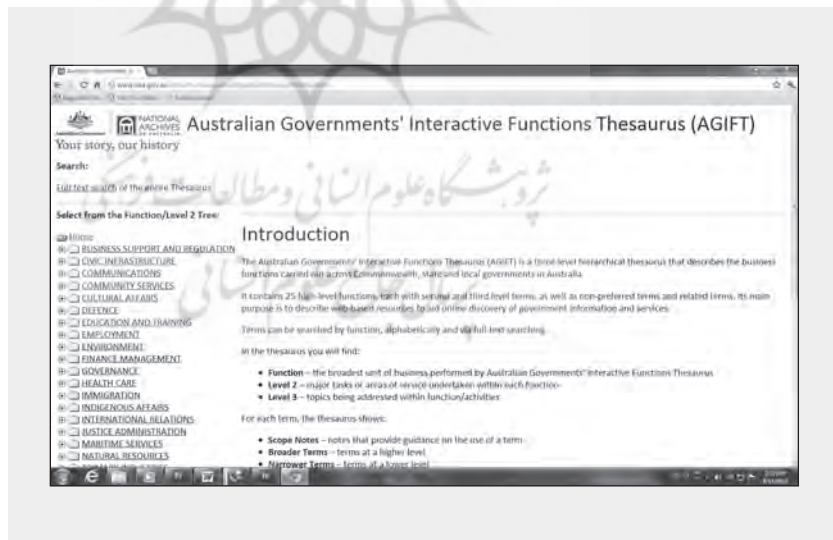 NATIONAL
ARCHIVES
OF AUSTRALIA
Australian Governments' Interactive Functions Thesaurus (AGIFT)
Your story, our history
Search:
Full text search of the entire Thesaurus
Select from the Function/Level 2 Tree:
Home
BUSINESS SUPPORT AND REGULATION
CIVIC INFRASTRUCTURE
COMMUNICATIONS
COMMUNITY SERVICES
CULTURAL AFFAIRS
DEFENCE
EDUCATION AND TRAINING
EMPLOYMENT
ENVIRONMENT
FINANCE MANAGEMENT
GOVERNANCE
HEALTH CARE
IMMIGRATION
INDIGENOUS AFFAIRS
INTERNATIONAL RELATIONS
JUSTICE ADMINISTRATION
MARITIME SERVICES
NATURAL RESOURCES
Introduction
The Australian Governments' Interactive Functions Thesaurus (AGIFT) is a three-level hierarchical thesaurus that describes the business
functions carried out across Commonwealth, state and local governments in Australia.
It contains 25 high-level functions, each with second and third level terms, as well as non-preferred terms and related terms. Its main
purpose is to describe web-based resources to aid online discovery of government information and services.
Terms can be searched by function, alphabetically and via full text searching.
In the thesaurus you will find:
• Function – the broadest unit of business performed by Australian Governments' Interactive Functions Thesaurus
• Level 2 – major tasks or areas of service undertaken within each function
• Level 3 – topics being addressed within function/activities
For each term, the thesaurus shows:
• Scope Notes – notes that provide guidance on the use of a term
• Broader Terms – terms at a higher level
• Narrower Terms – terms at a lower level
پژوهشگاه علوم انسانی و مطالعات فرهنگی
پرتال جامع علوم انسانی